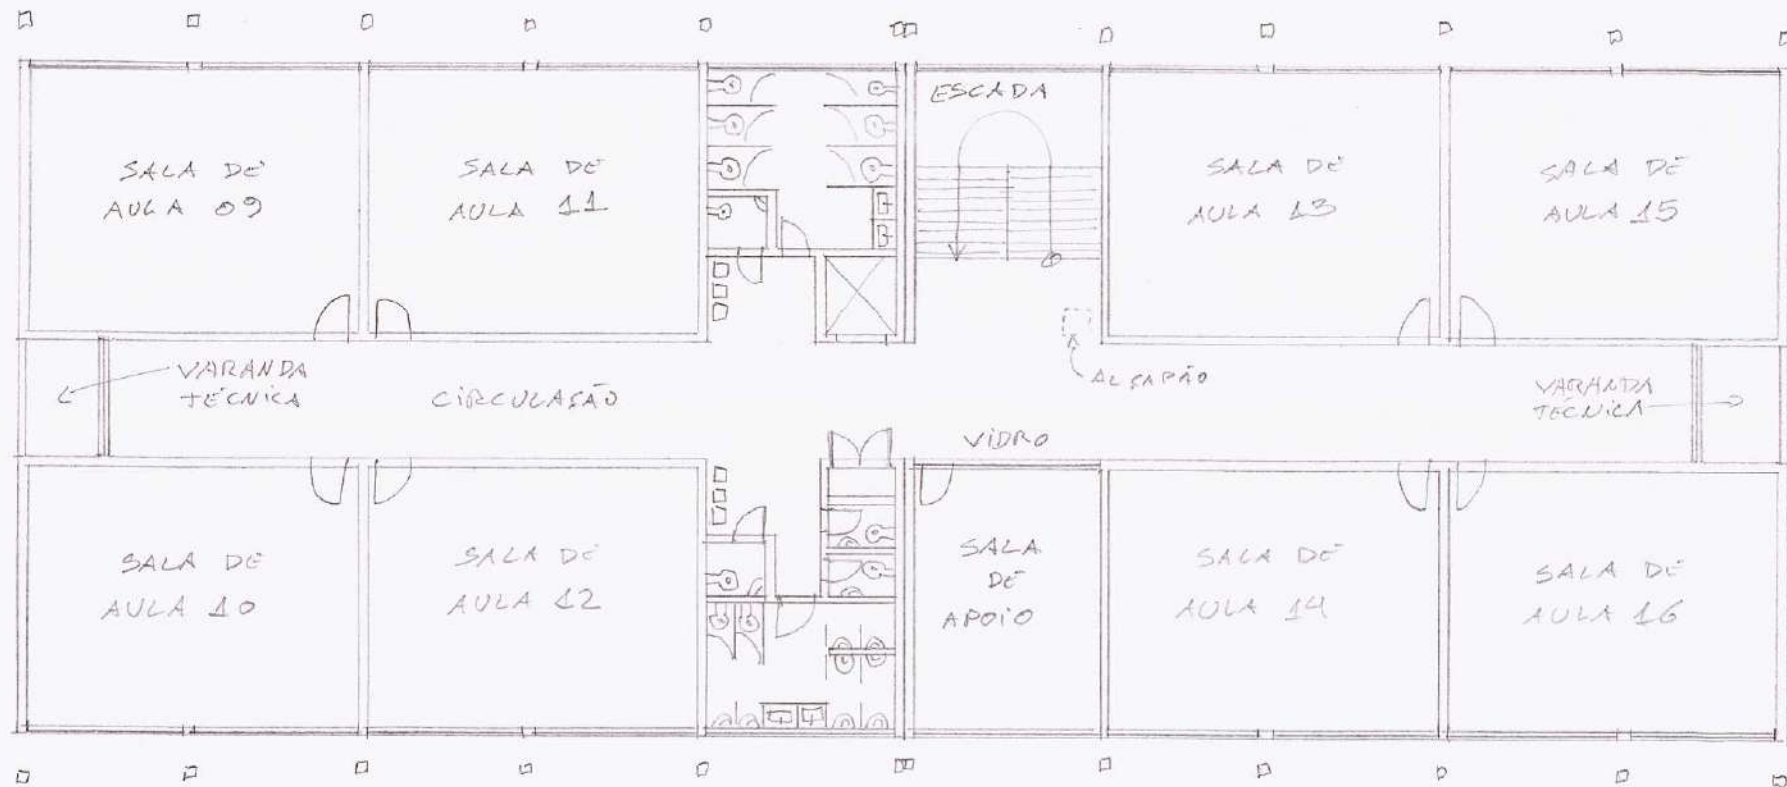 ESCADA
SALA DE
AULA 09
SALA DE
AULA 11
SALA DE
AULA 13
SALA DE
AULA 15
VARANDA
TÉCNICA
CIRCULAÇÃO
ALÇAPÃO
VARANDA
TÉCNICA
VIDRO
SALA DE
AULA 10
SALA DE
AULA 12
SALA
DE
APOIO
SALA DE
AULA 14
SALA DE
AULA 16